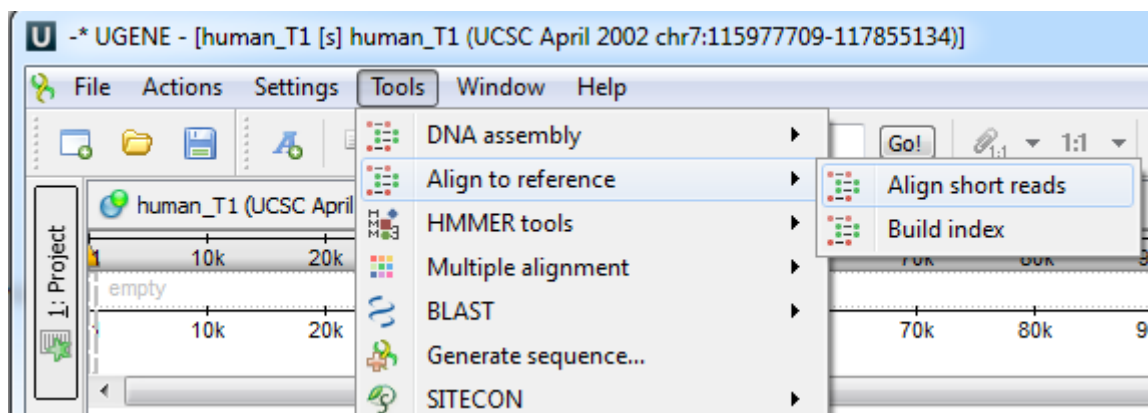 U -* UGENE - [human_T1 [s] human_T1 (UCSC April 2002 chr7:115977709-117855134)]
File Actions Settings Tools Window Help
DNA assembly
Go! 1:1 1:1
Align to reference
Align short reads
human_T1 (UCSC April
HMMER tools
Build index
1: Project
10k 20k
Multiple alignment
empty
BLAST
10k 20k 70k 80k
Generate sequence...
SITECON